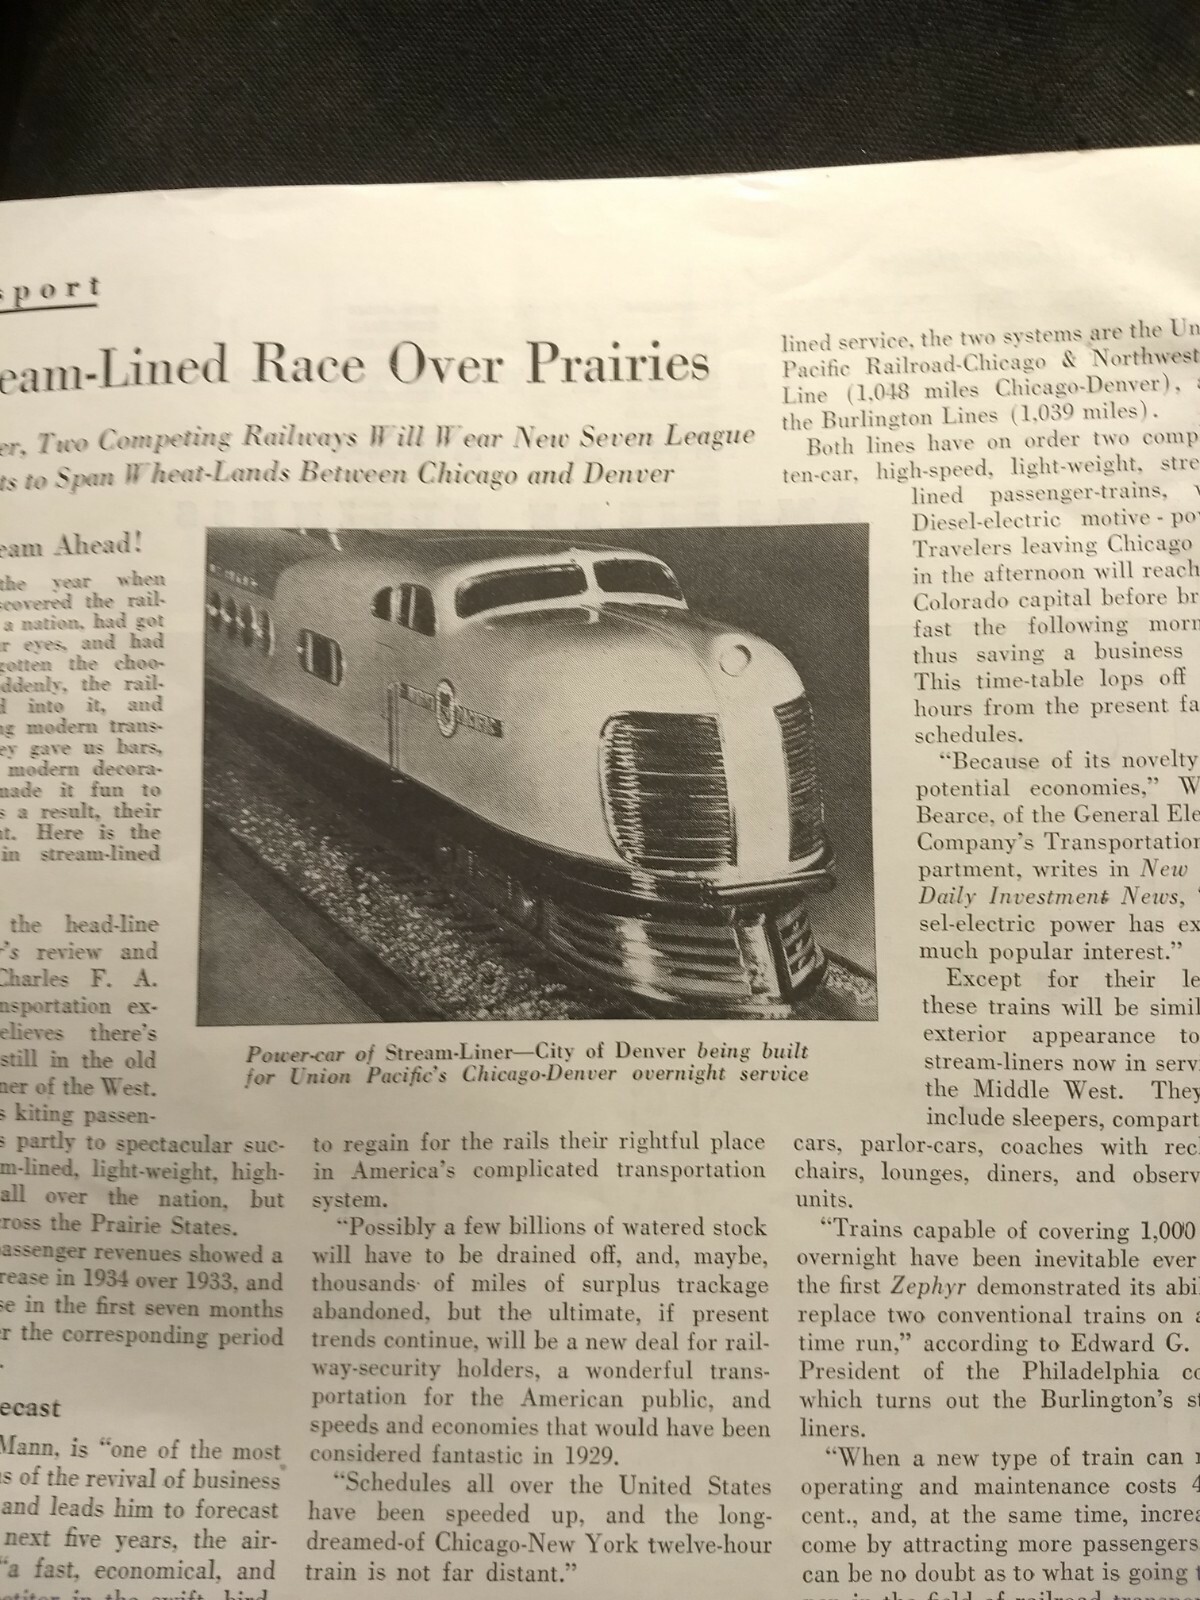 sport
eam-Lined Race Over Prairies
er, Two Competing Railways Will Wear New Seven League
ts to Span Wheat-Lands Between Chicago and Denver
eam Ahead!
the year when
scovered the rail-
a nation, had got
r eyes, and had
gotten the choo-
ddenly, the rail-
d into it, and
ng modern trans-
ey gave us bars,
modern decora-
made it fun to
s a result, their
nt. Here is the
in stream-lined
the head-line
r's review and
Charles F. A.
nsportation ex-
elieves there's
still in the old
ner of the West.
s kiting passen-
s partly to spectacular suc-
m-lined, light-weight, high-
all over the nation, but
cross the Prairie States.
passenger revenues showed a
rease in 1934 over 1933, and
se in the first seven months
r the corresponding period
ecast
Mann, is "one of the most
s of the revival of business
and leads him to forecast
next five years, the air-
"a fast, economical, and
petitor in the swift, bird-
UNION PACIFIC
Power-car of Stream-Liner—City of Denver being built
for Union Pacific's Chicago-Denver overnight service
to regain for the rails their rightful place
in America's complicated transportation
system.
"Possibly a few billions of watered stock
will have to be drained off, and, maybe,
thousands of miles of surplus trackage
abandoned, but the ultimate, if present
trends continue, will be a new deal for rail-
way-security holders, a wonderful trans-
portation for the American public, and
speeds and economies that would have been
considered fantastic in 1929.
"Schedules all over the United States
have been speeded up, and the long-
dreamed-of Chicago-New York twelve-hour
train is not far distant."
lined service, the two systems are the Un
Pacific Railroad-Chicago & Northwest
Line (1,048 miles Chicago-Denver), a
the Burlington Lines (1,039 miles).
Both lines have on order two comp
ten-car, high-speed, light-weight, stre
lined passenger-trains, w
Diesel-electric motive-pow
Travelers leaving Chicago
in the afternoon will reach
Colorado capital before br
fast the following morn
thus saving a business
This time-table lops off
hours from the present fa
schedules.
"Because of its novelty
potential economies," W
Bearce, of the General Ele
Company's Transportation
partment, writes in New
Daily Investment News, "
sel-electric power has ex
much popular interest."
Except for their le
these trains will be simil
exterior appearance to
stream-liners now in serv
the Middle West. They
include sleepers, compart
cars, parlor-cars, coaches with recl
chairs, lounges, diners, and observ
units.
"Trains capable of covering 1,000
overnight have been inevitable ever
the first Zephyr demonstrated its abil
replace two conventional trains on a
time run," according to Edward G.
President of the Philadelphia co
which turns out the Burlington's st
liners.
"When a new type of train can r
operating and maintenance costs 4
cent., and, at the same time, increa
come by attracting more passengers,
can be no doubt as to what is going t
in the field of railroad